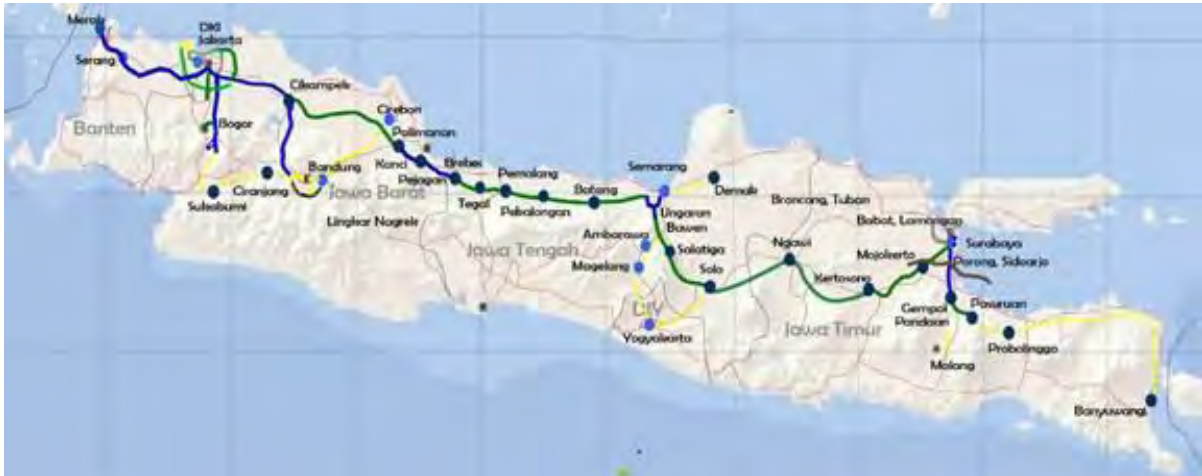 Merak
DKI
Jakarta
Serang
Cikampek
Cirebon
Banten
Bogor
Palimanan
Kanci
Bandung
Brebes
Pejagan
Pemalang
Semarang
Ciranjang
Jawa Barat
Batang
Demak
Sukabumi
Tegal
Pekalongan
Ungaran
Broncong, Tuban
Babat, Lamongan
Lingkar Nagreg
Bawen
Ambarawa
Surabaya
Jawa Tengah
Salatiga
Ngawi
Mojokerto
Porong, Sidoarjo
Magelang
Solo
Kertosono
DIY
Gempol
Pasuruan
Pandaan
Jawa Timur
Yogyakarta
Probolinggo
Malang
Banyuwangi